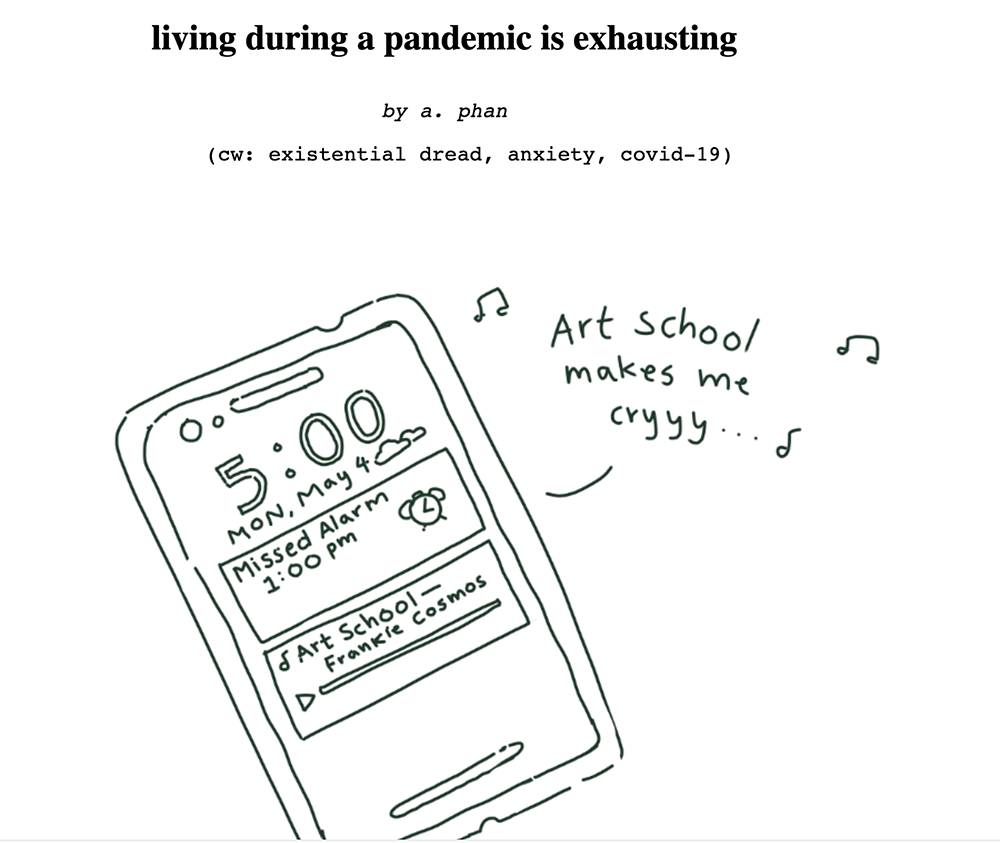 living during a pandemic is exhausting
by a. phan
(cw: existential dread, anxiety, covid-19)
Art School
makes me
cryyy...
5:00
MON, May 4
Missed Alarm
1:00 pm
Art School —
Frankie Cosmos